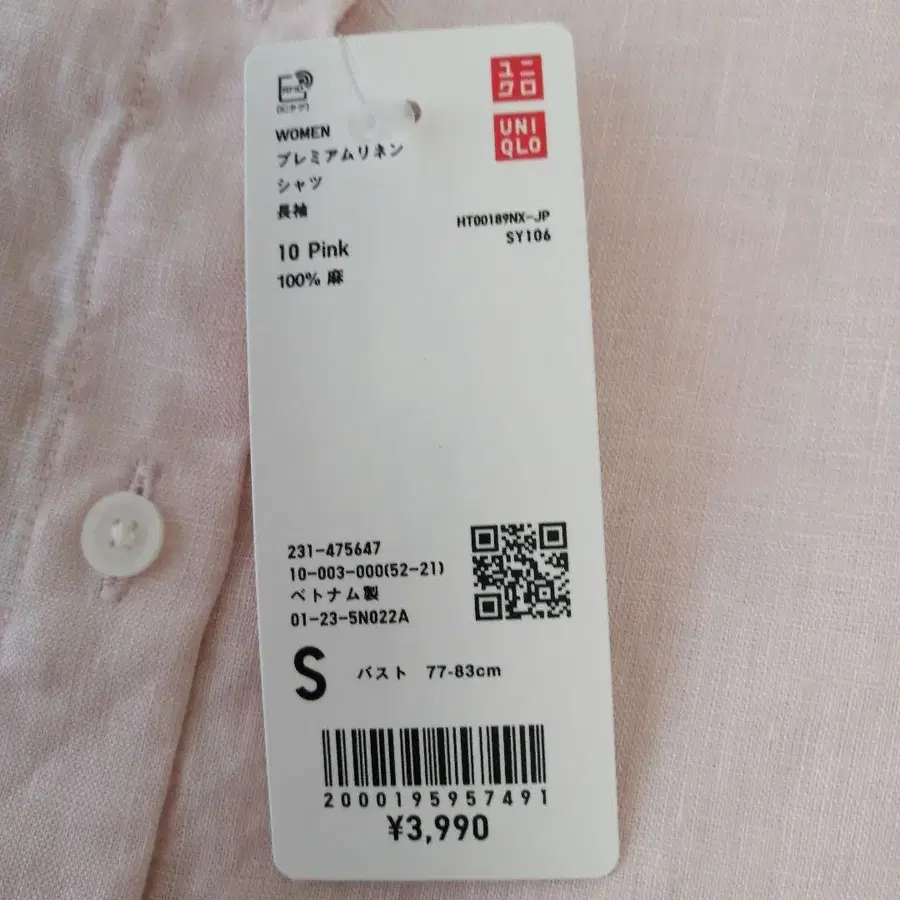 ユニ
クロ
UNI
QLO
RFID
WOMEN
プレミアムリネン
シャツ
長袖
10 Pink
100% 麻
HT00189NX-JP
SY106
231-475647
10-003-000(52-21)
ベトナム製
01-23-5N022A
S バスト 77-83cm
2000195957491
¥3,990